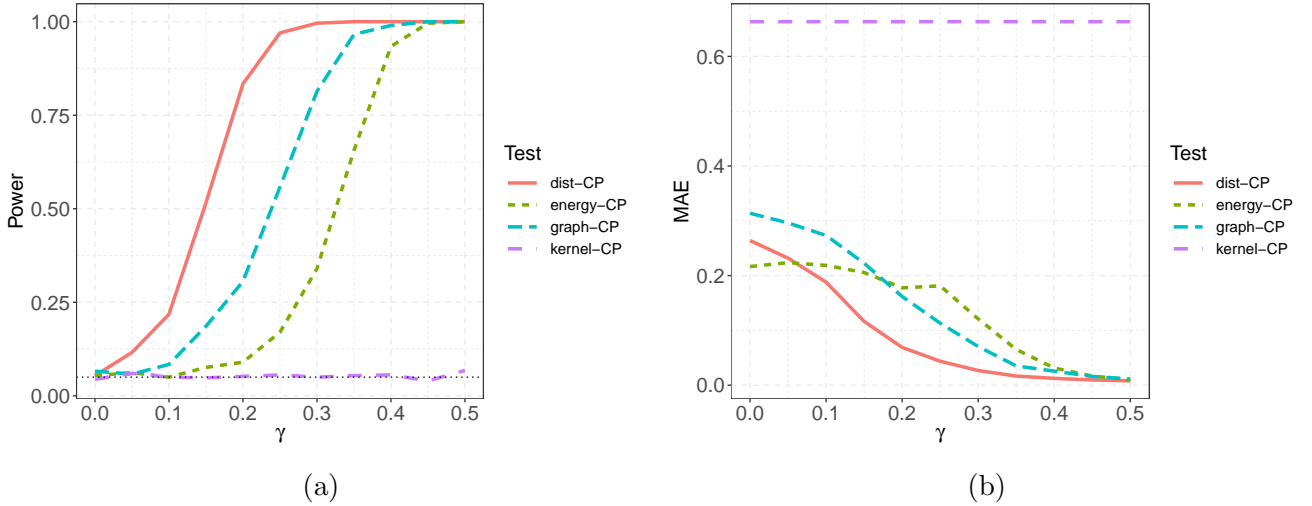 Power
1.00
0.75
0.50
0.25
0.00
0.0 0.1 0.2 0.3 0.4 0.5
γ
Test
dist−CP
energy−CP
graph−CP
kernel−CP
(a)
MAE
0.6
0.4
0.2
0.0
0.0 0.1 0.2 0.3 0.4 0.5
γ
Test
dist−CP
energy−CP
graph−CP
kernel−CP
(b)